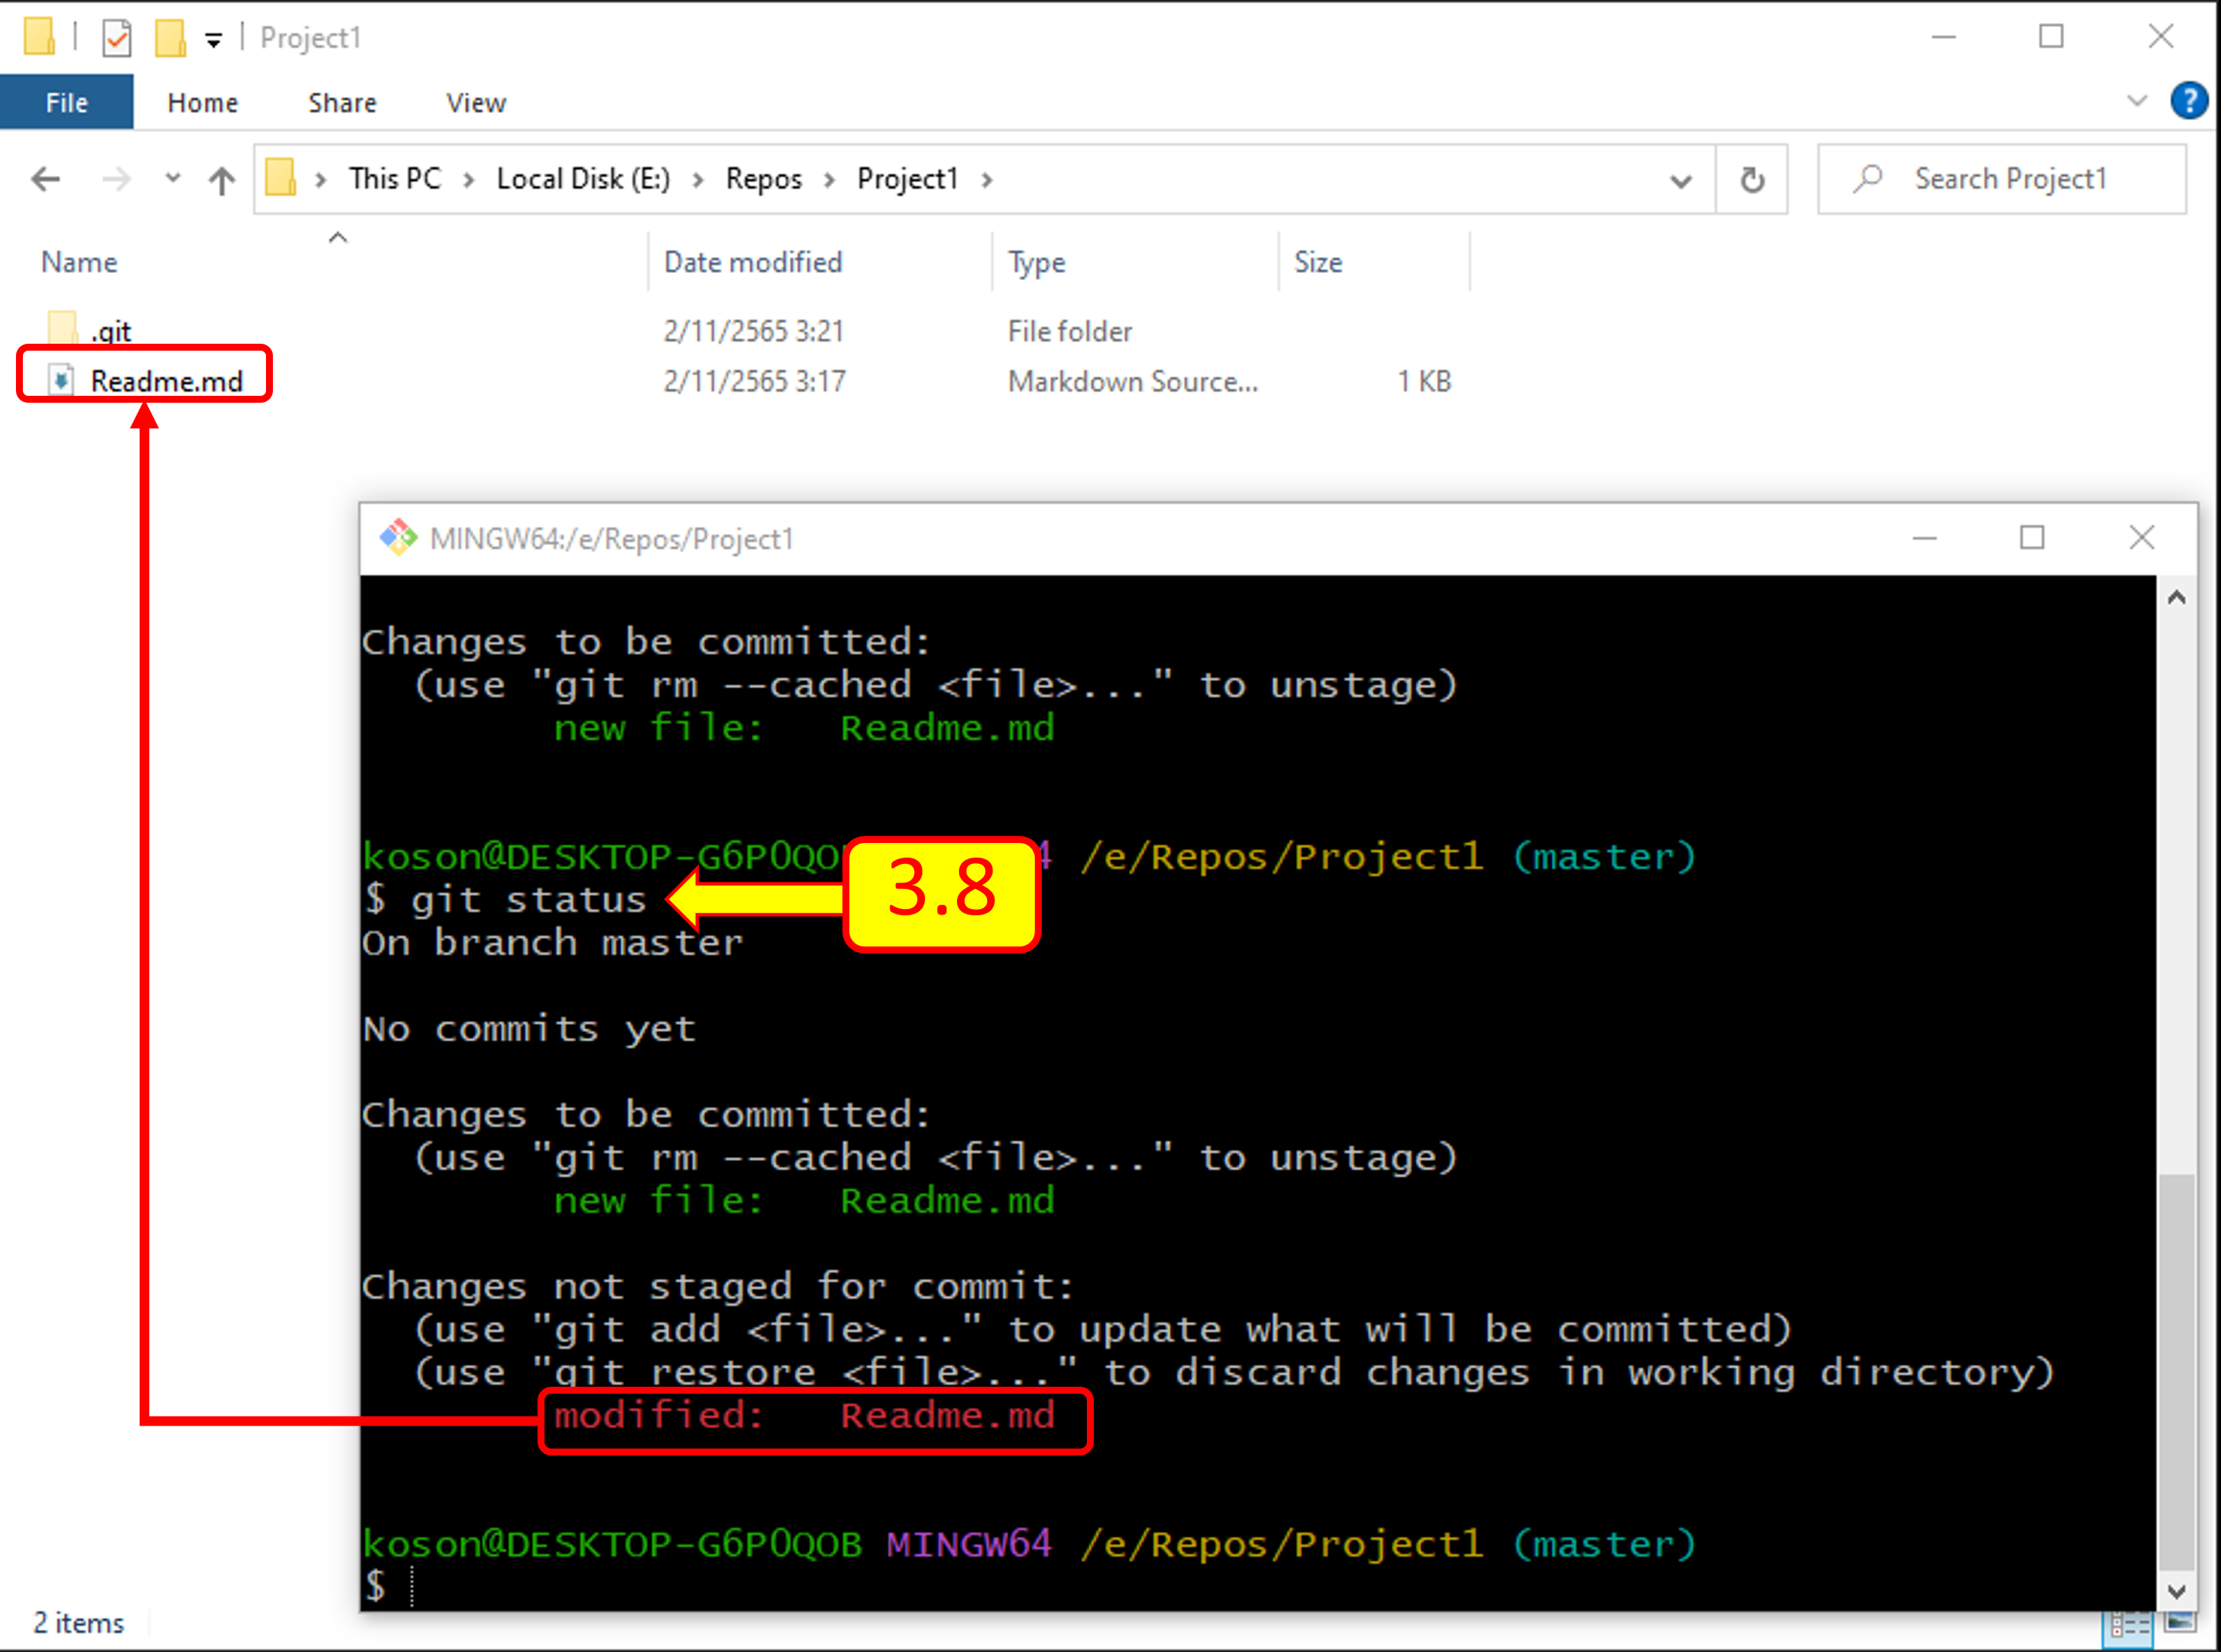 Project1
File Home Share View
This PC > Local Disk (E:) > Repos > Project1 >
Search Project1
Name Date modified Type Size
.git 2/11/2565 3:21 File folder
Readme.md 2/11/2565 3:17 Markdown Source... 1 KB
MINGW64:/e/Repos/Project1
Changes to be committed:
(use "git rm --cached <file>..." to unstage)
new file: Readme.md
koson@DESKTOP-G6P0QO 4 /e/Repos/Project1 (master)
$ git status
3.8
On branch master
No commits yet
Changes to be committed:
(use "git rm --cached <file>..." to unstage)
new file: Readme.md
Changes not staged for commit:
(use "git add <file>..." to update what will be committed)
(use "git restore <file>..." to discard changes in working directory)
modified: Readme.md
koson@DESKTOP-G6P0QOB MINGW64 /e/Repos/Project1 (master)
$
2 items